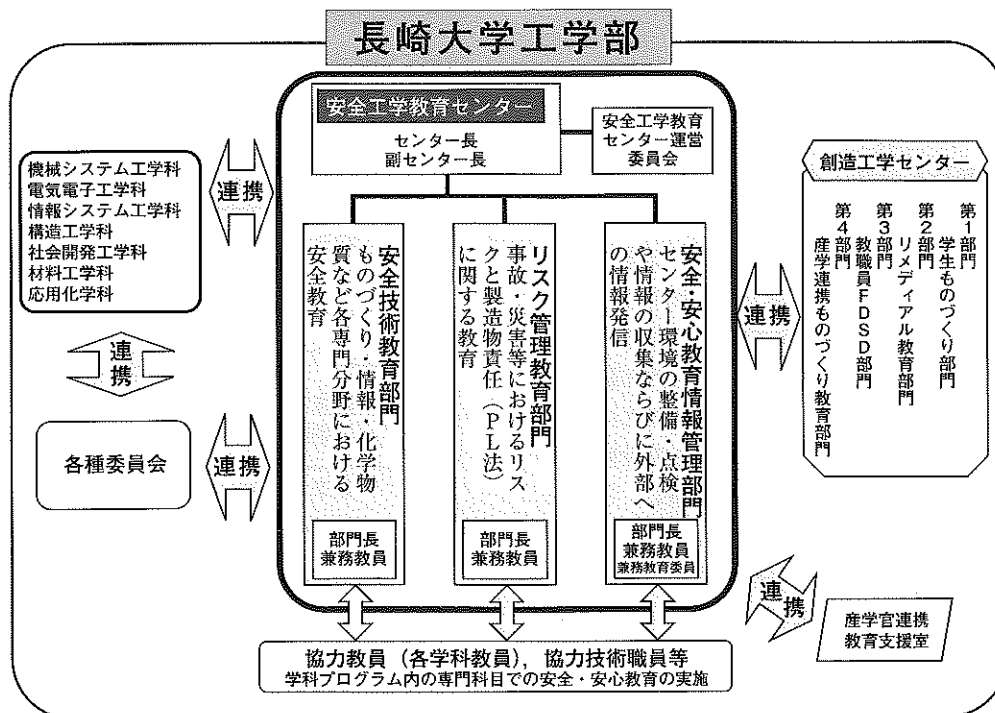 長崎大学工学部
安全工学教育センター
センター長
副センター長
安全工学教育
センター運営
委員会
機械システム工学科
電気電子工学科
情報システム工学科
構造工学科
社会開発工学科
材料工学科
応用化学科
連携
連携
各種委員会
連携
安全技術教育部門
ものづくり・情報・化学物
質など各専門分野における
安全教育
部門長
兼務教員
リスク管理教育部門
事故・災害等におけるリス
クと製造物責任（ＰＬ法）
に関する教育
部門長
兼務教員
安全・安心教育情報管理部門
センター環境の整備・点検
や情報の収集ならびに外部へ
の情報発信
部門長
兼務教員
兼務教育委員
連携
創造工学センター
第1部門
学生ものづくり部門
第2部門
リメディアル教育部門
第3部門
教職員ＦＤＳＤ部門
第4部門
産学連携ものづくり教育部門
連携
産学官連携
教育支援室
協力教員（各学科教員），協力技術職員等
学科プログラム内の専門科目での安全・安心教育の実施